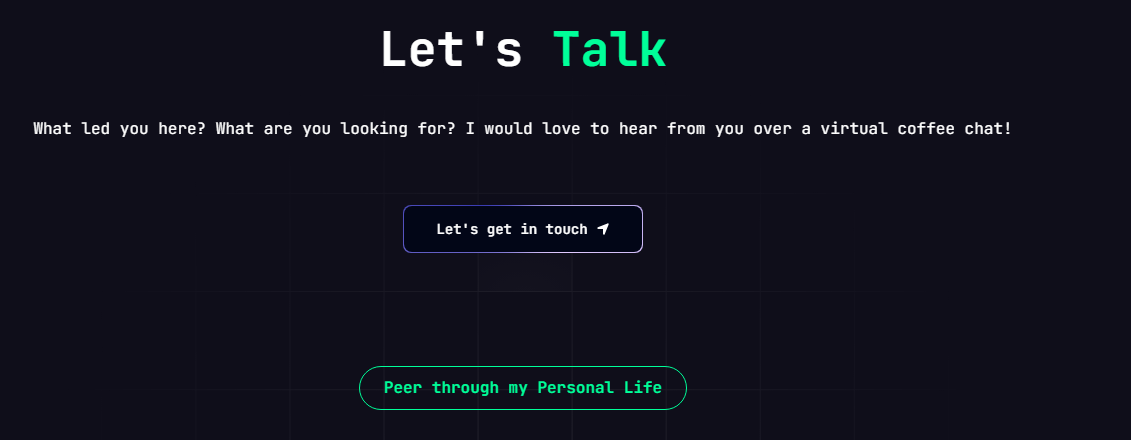 Let's Talk
What led you here? What are you looking for? I would love to hear from you over a virtual coffee chat!
Let's get in touch
Peer through my Personal Life